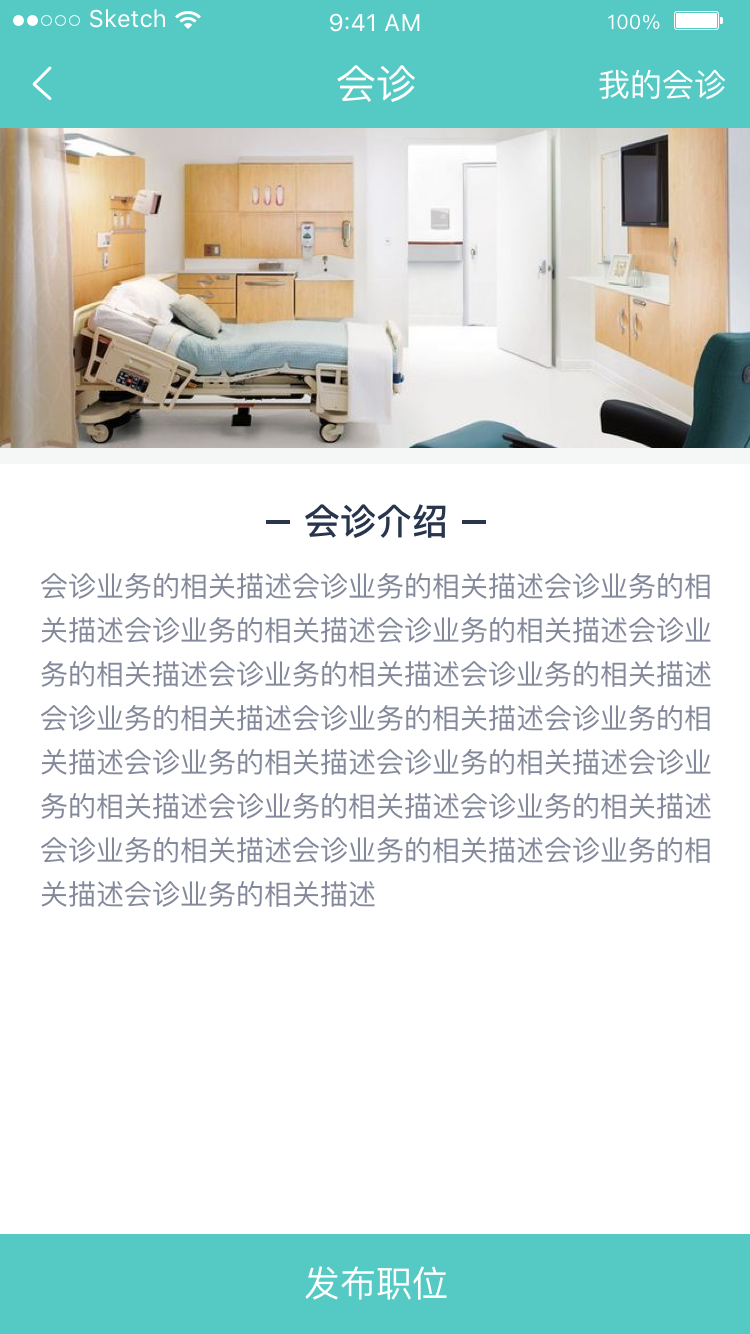 Sketch 9:41 AM 100%
会诊 我的会诊
会诊介绍
会诊业务的相关描述会诊业务的相关描述会诊业务的相
关描述会诊业务的相关描述会诊业务的相关描述会诊业
务的相关描述会诊业务的相关描述会诊业务的相关描述
会诊业务的相关描述会诊业务的相关描述会诊业务的相
关描述会诊业务的相关描述会诊业务的相关描述会诊业
务的相关描述会诊业务的相关描述会诊业务的相关描述
会诊业务的相关描述会诊业务的相关描述会诊业务的相
关描述会诊业务的相关描述
发布职位